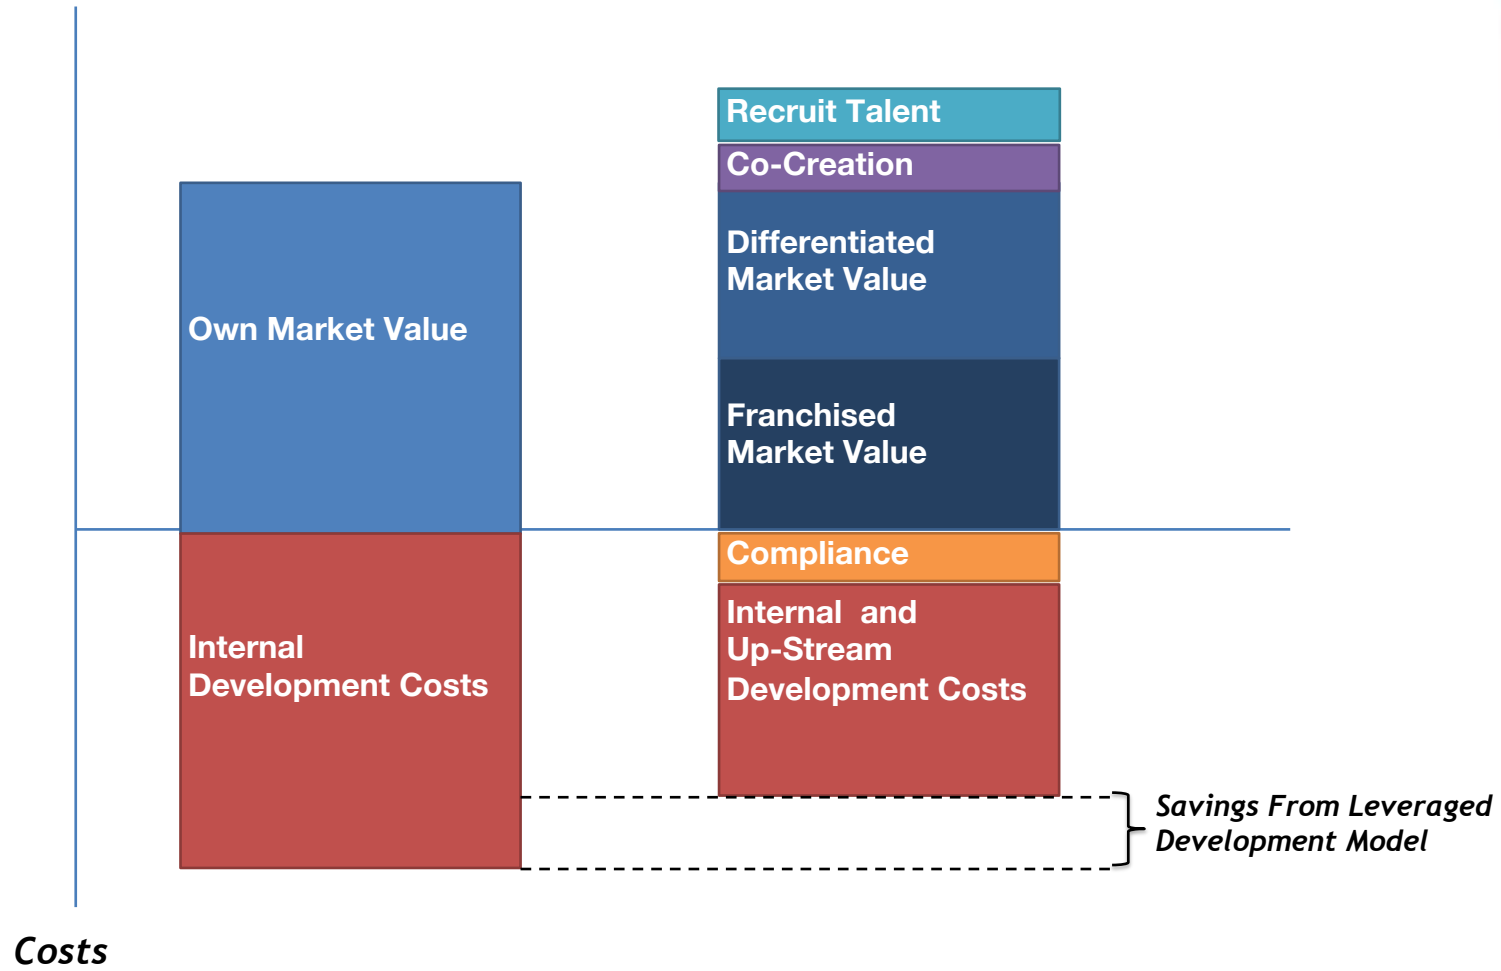 Recruit Talent
Co-Creation
Differentiated
Market Value
Own Market Value
Franchised
Market Value
Compliance
Internal and
Up-Stream
Development Costs
Internal
Development Costs
Savings From Leveraged
Development Model
Costs